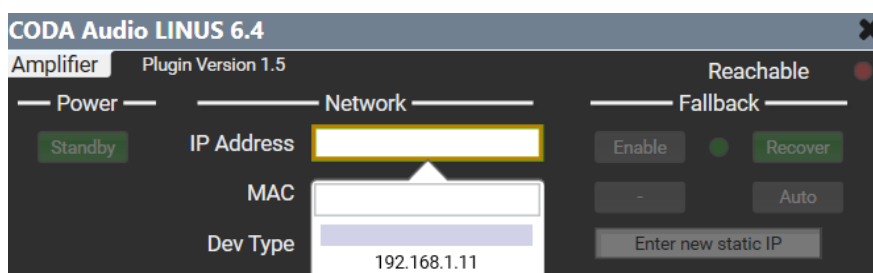 CODA Audio LINUS 6.4
Amplifier Plugin Version 1.5
Reachable
Power Network Fallback
Standby IP Address Enable Recover
MAC - Auto
Dev Type Enter new static IP
192.168.1.11